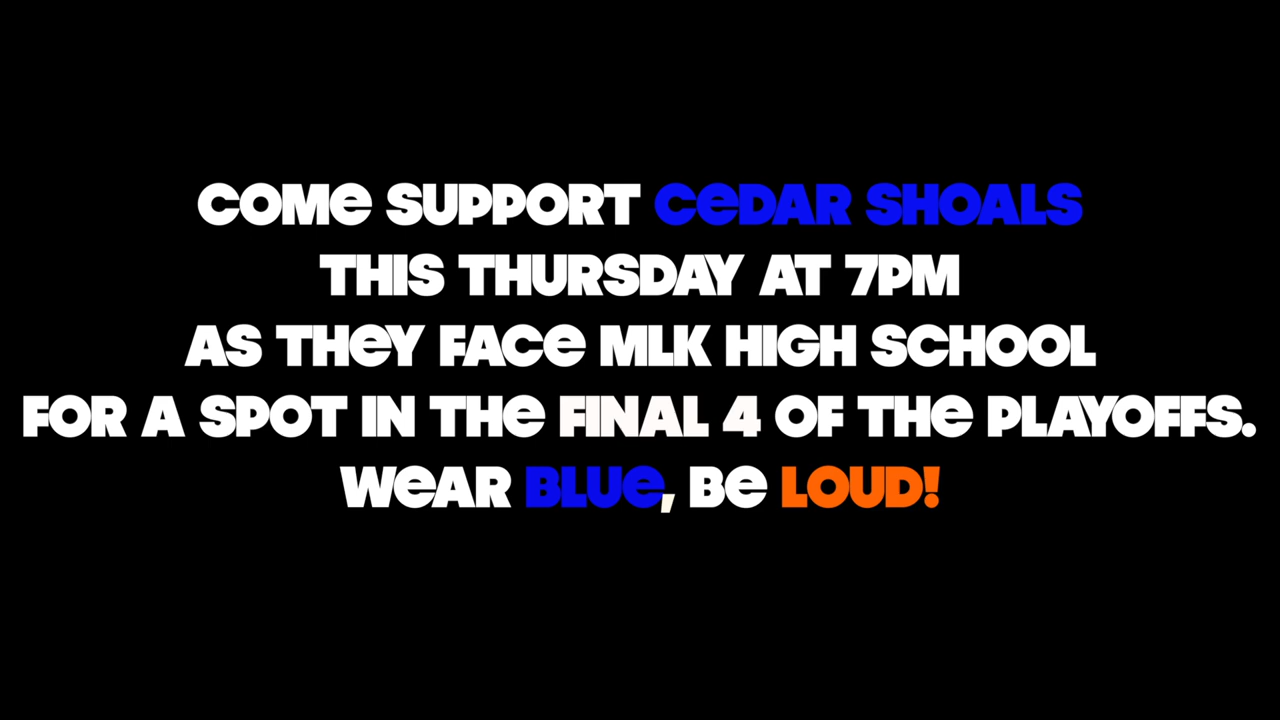 COME SUPPORT CEDAR SHOALS
THIS THURSDAY AT 7PM
AS THEY FACE MLK HIGH SCHOOL
FOR A SPOT IN THE FINAL 4 OF THE PLAYOFFS.
WEAR BLUE, BE LOUD!